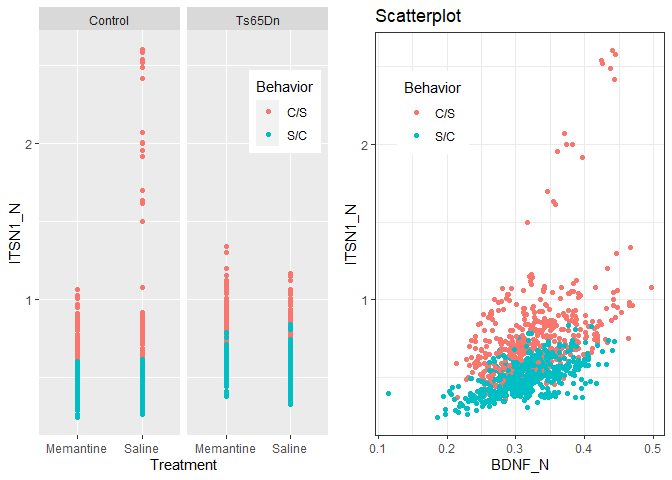 Control
Ts65Dn
Behavior
C/S
S/C
ITSN1_N
2
1
Memantine
Saline
Memantine
Saline
Treatment
Scatterplot
Behavior
C/S
S/C
ITSN1_N
2
1
0.1
0.2
0.3
0.4
0.5
BDNF_N